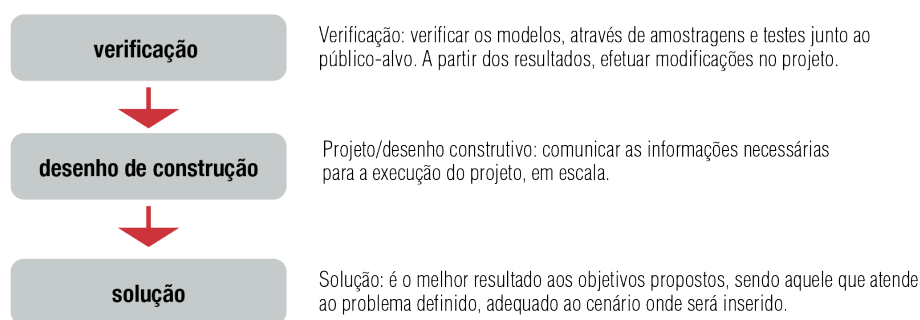 verificação
Verificação: verificar os modelos, através de amostragens e testes junto ao
público-alvo. A partir dos resultados, efetuar modificações no projeto.
desenho de construção
Projeto/desenho construtivo: comunicar as informações necessárias
para a execução do projeto, em escala.
solução
Solução: é o melhor resultado aos objetivos propostos, sendo aquele que atende
ao problema definido, adequado ao cenário onde será inserido.